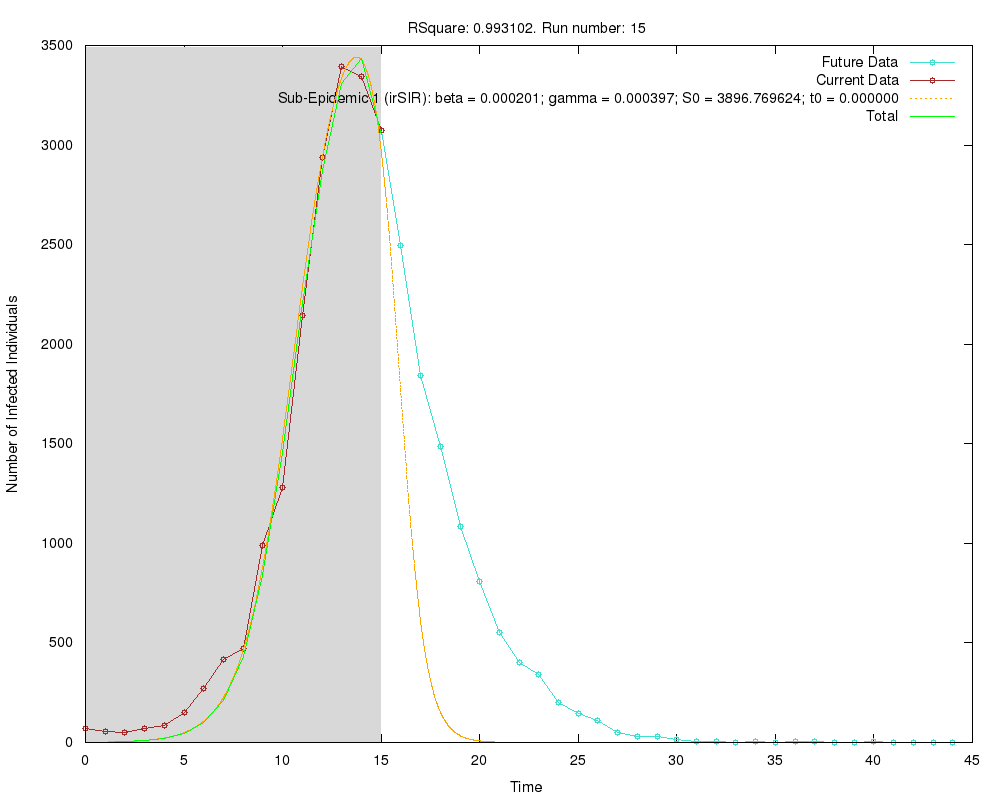 RSquare: 0.993102. Run number: 15
3500
3000
2500
2000
1500
1000
500
0
Number of Infected Individuals
Future Data
Current Data
Sub-Epidemic 1 (irSIR): beta = 0.000201; gamma = 0.000397; S0 = 3896.769624; t0 = 0.000000
Total
0 5 10 15 20 25 30 35 40 45
Time